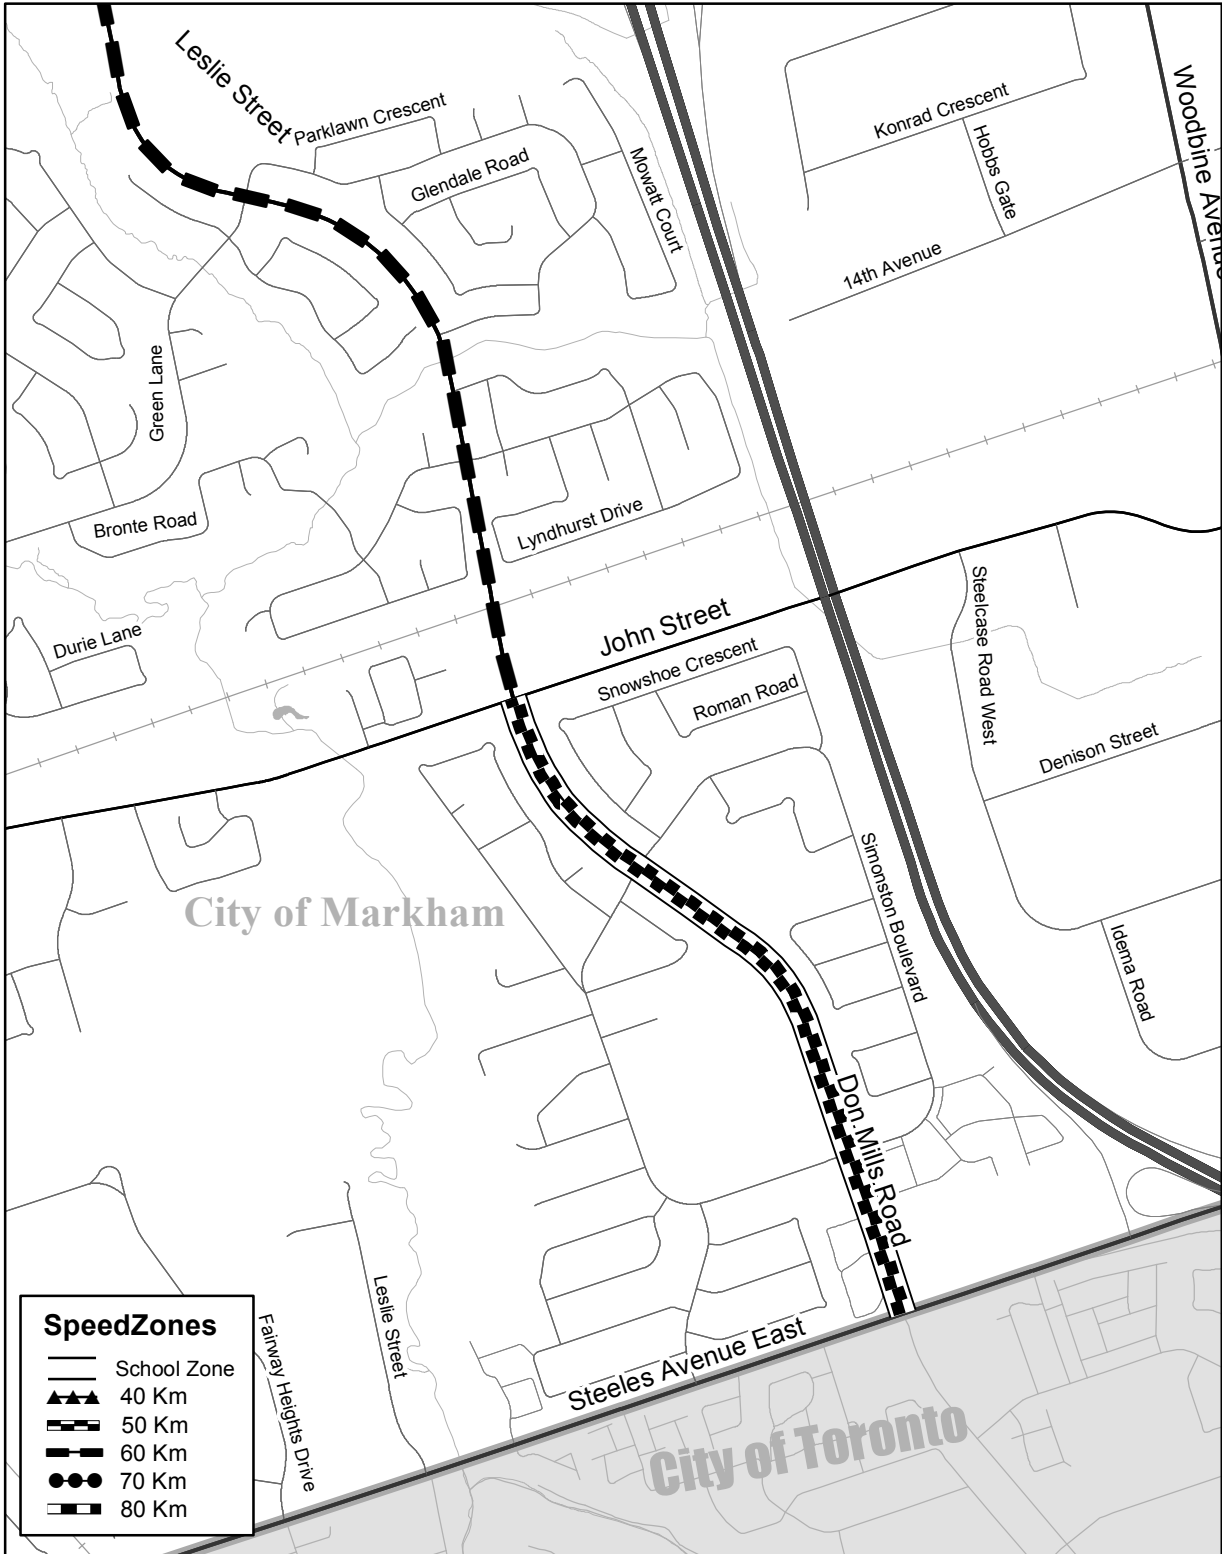 Leslie Street
Parklawn Crescent
Glendale Road
Mowatt Court
Konrad Crescent
Hobbs Gate
Woodbine Avenue
14th Avenue
Green Lane
Bronte Road
Lyndhurst Drive
Durie Lane
John Street
Snowshoe Crescent
Roman Road
Steelcase Road West
Denison Street
Simonston Boulevard
City of Markham
Idema Road
Don Mills Road
Leslie Street
Fairway Heights Drive
Steeles Avenue East
City of Toronto
SpeedZones
School Zone
40 Km
50 Km
60 Km
70 Km
80 Km